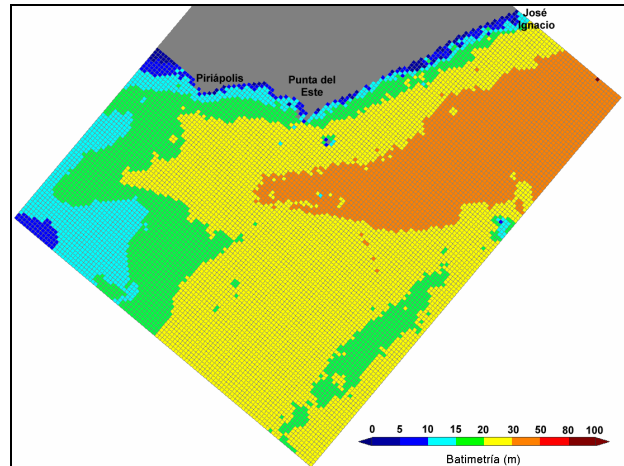 José
Ignacio
Piriápolis
Punta del
Este
0 5 10 15 20 30 50 80 100
Batimetría (m)